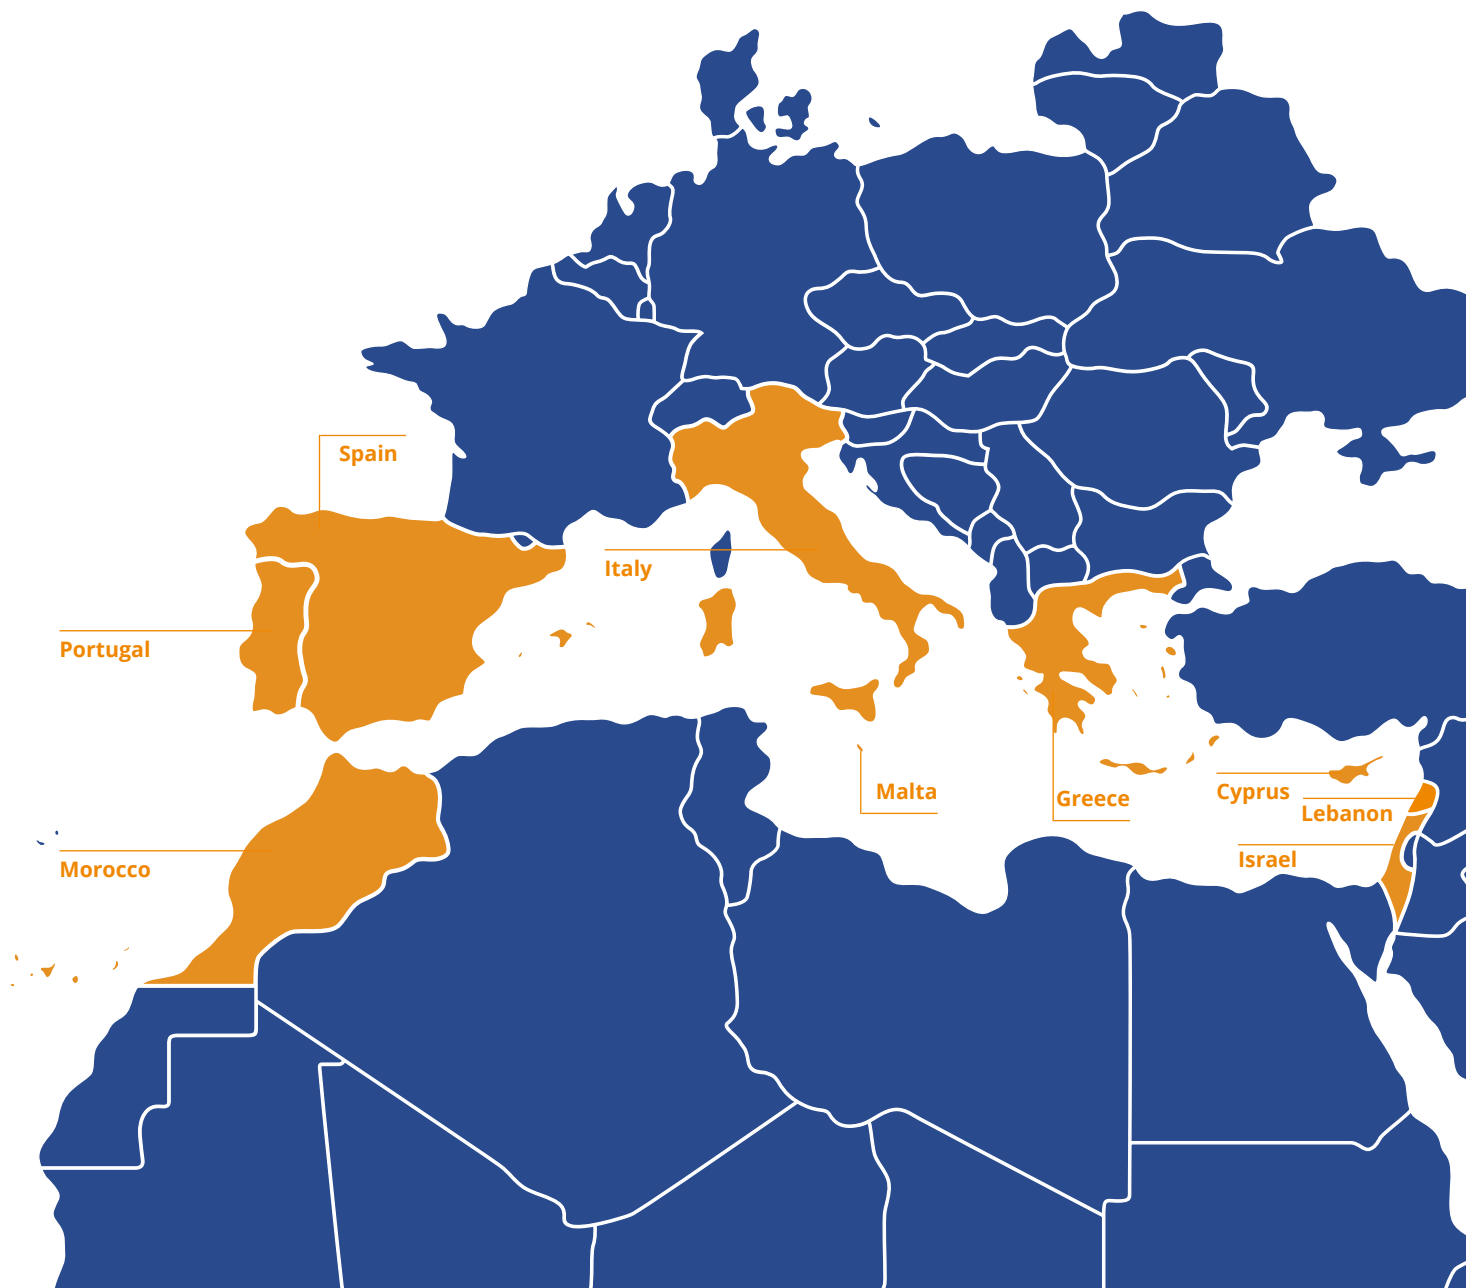 Spain
Italy
Portugal
Malta
Greece
Cyprus
Lebanon
Israel
Morocco